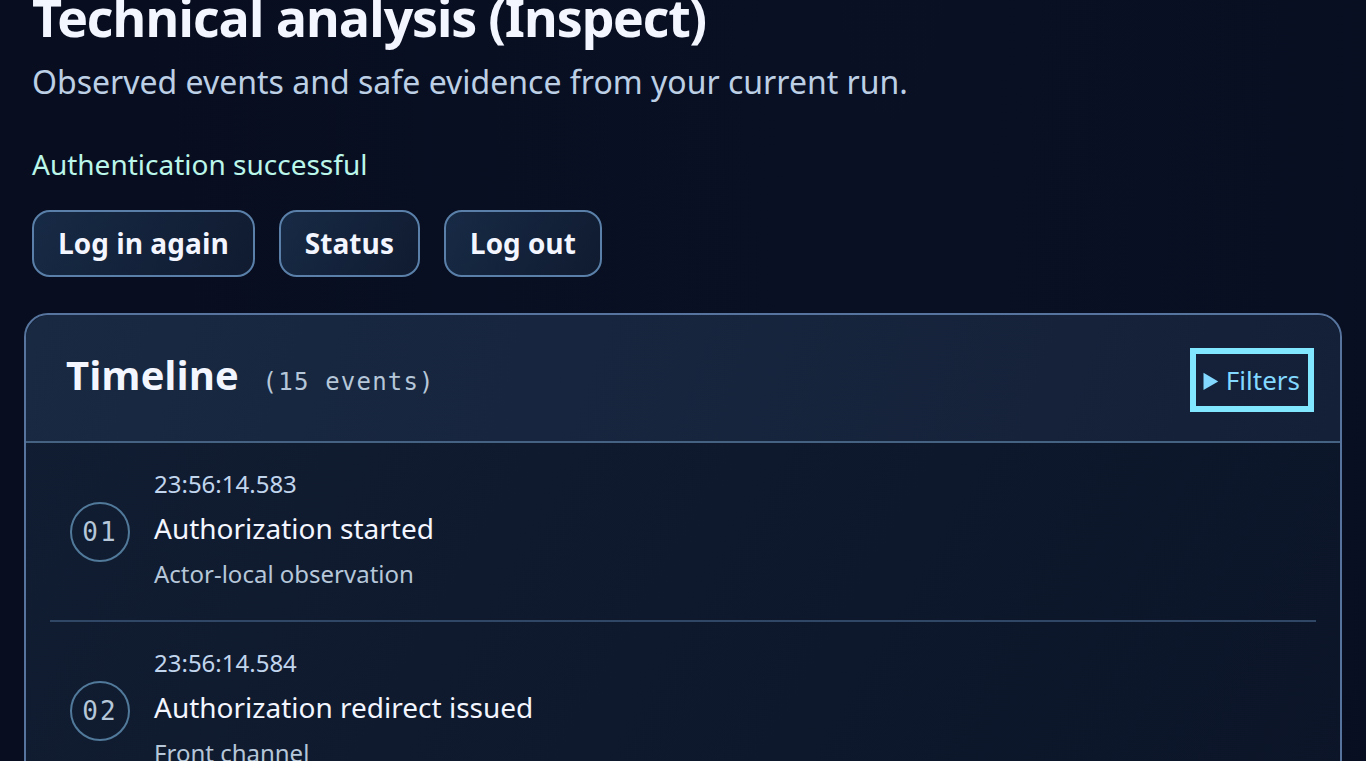 Technical analysis (Inspect)
Observed events and safe evidence from your current run.
Authentication successful
Log in again
Status
Log out
Timeline (15 events)
Filters
23:56:14.583
01
Authorization started
Actor-local observation
23:56:14.584
02
Authorization redirect issued
Front channel